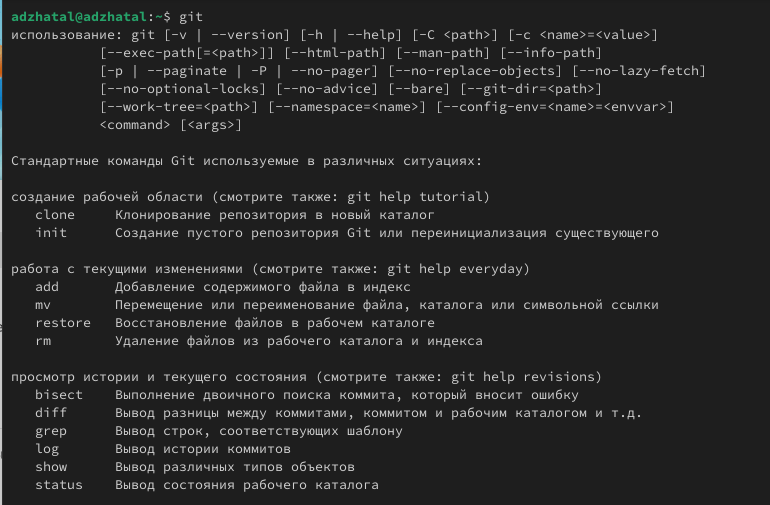 adzhatal@adzhatal:~$ git
использование: git [-v | --version] [-h | --help] [-C <path>] [-c <name>=<value>]
           [--exec-path[=<path>]] [--html-path] [--man-path] [--info-path]
           [-p | --paginate | -P | --no-pager] [--no-replace-objects] [--no-lazy-fetch]
           [--no-optional-locks] [--no-advice] [--bare] [--git-dir=<path>]
           [--work-tree=<path>] [--namespace=<name>] [--config-env=<name>=<envvar>]
           <command> [<args>]

Стандартные команды Git используемые в различных ситуациях:

создание рабочей области (смотрите также: git help tutorial)
   clone     Клонирование репозитория в новый каталог
   init      Создание пустого репозитория Git или переинициализация существующего

работа с текущими изменениями (смотрите также: git help everyday)
   add       Добавление содержимого файла в индекс
   mv        Перемещение или переименование файла, каталога или символьной ссылки
   restore   Восстановление файлов в рабочем каталоге
   rm        Удаление файлов из рабочего каталога и индекса

просмотр истории и текущего состояния (смотрите также: git help revisions)
   bisect    Выполнение двоичного поиска коммита, который вносит ошибку
   diff      Вывод разницы между коммитами, коммитом и рабочим каталогом и т.д.
   grep      Вывод строк, соответствующих шаблону
   log       Вывод истории коммитов
   show      Вывод различных типов объектов
   status    Вывод состояния рабочего каталога